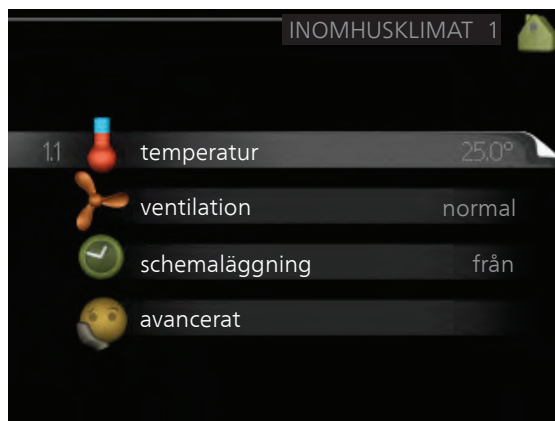 INOMHUSKLIMAT 1
1.1 temperatur 25.0°
ventilation normal
schemaläggning från
avancerat